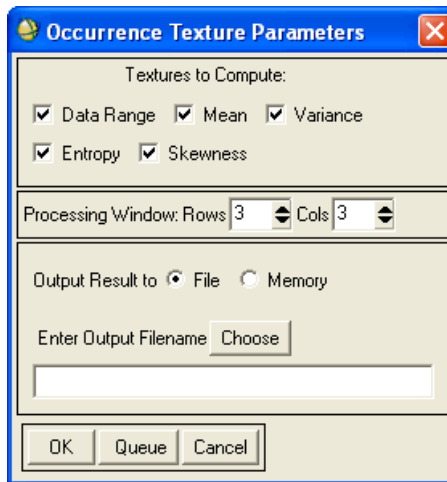 Occurrence Texture Parameters
Textures to Compute:
Data Range Mean Variance
Entropy Skewness
Processing Window: Rows 3 Cols 3
Output Result to File Memory
Enter Output Filename Choose
OK Queue Cancel